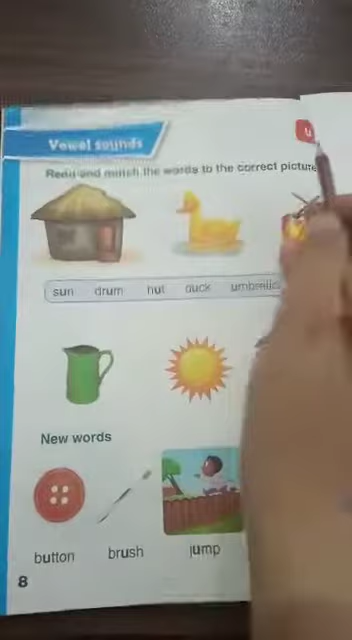 u
Vowel sounds
Read and match the words to the correct picture
sun drum hut duck umbrella
New words
button brush jump
8